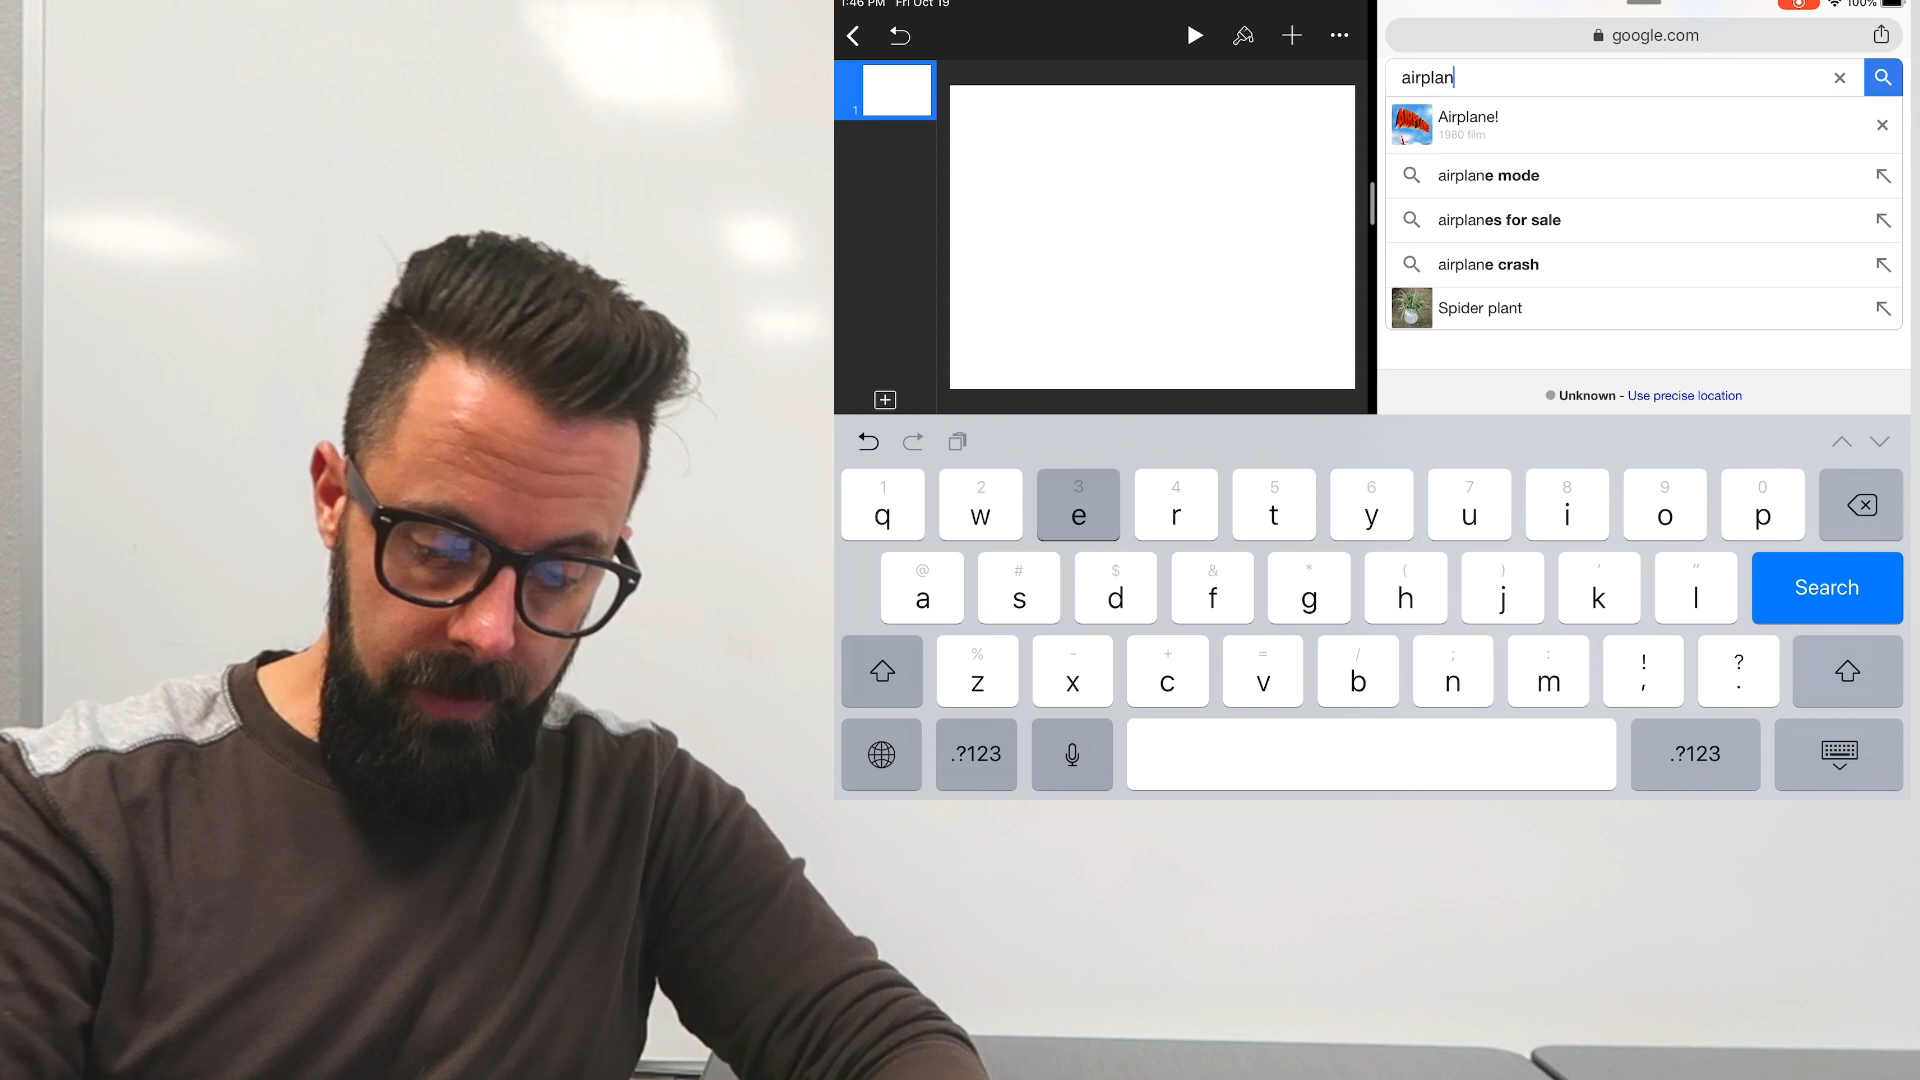 1:46 PM Fri Oct 19
100%
google.com
airplan
1
Airplane!
1980 film
airplane mode
airplanes for sale
airplane crash
Spider plant
Unknown - Use precise location
1 2 3 4 5 6 7 8 9 0
q w e r t y u i o p
@ # $ & * ( ) ' "
a s d f g h j k l
Search
% - + = / ; : ! ?
z x c v b n m , .
.?123 .?123